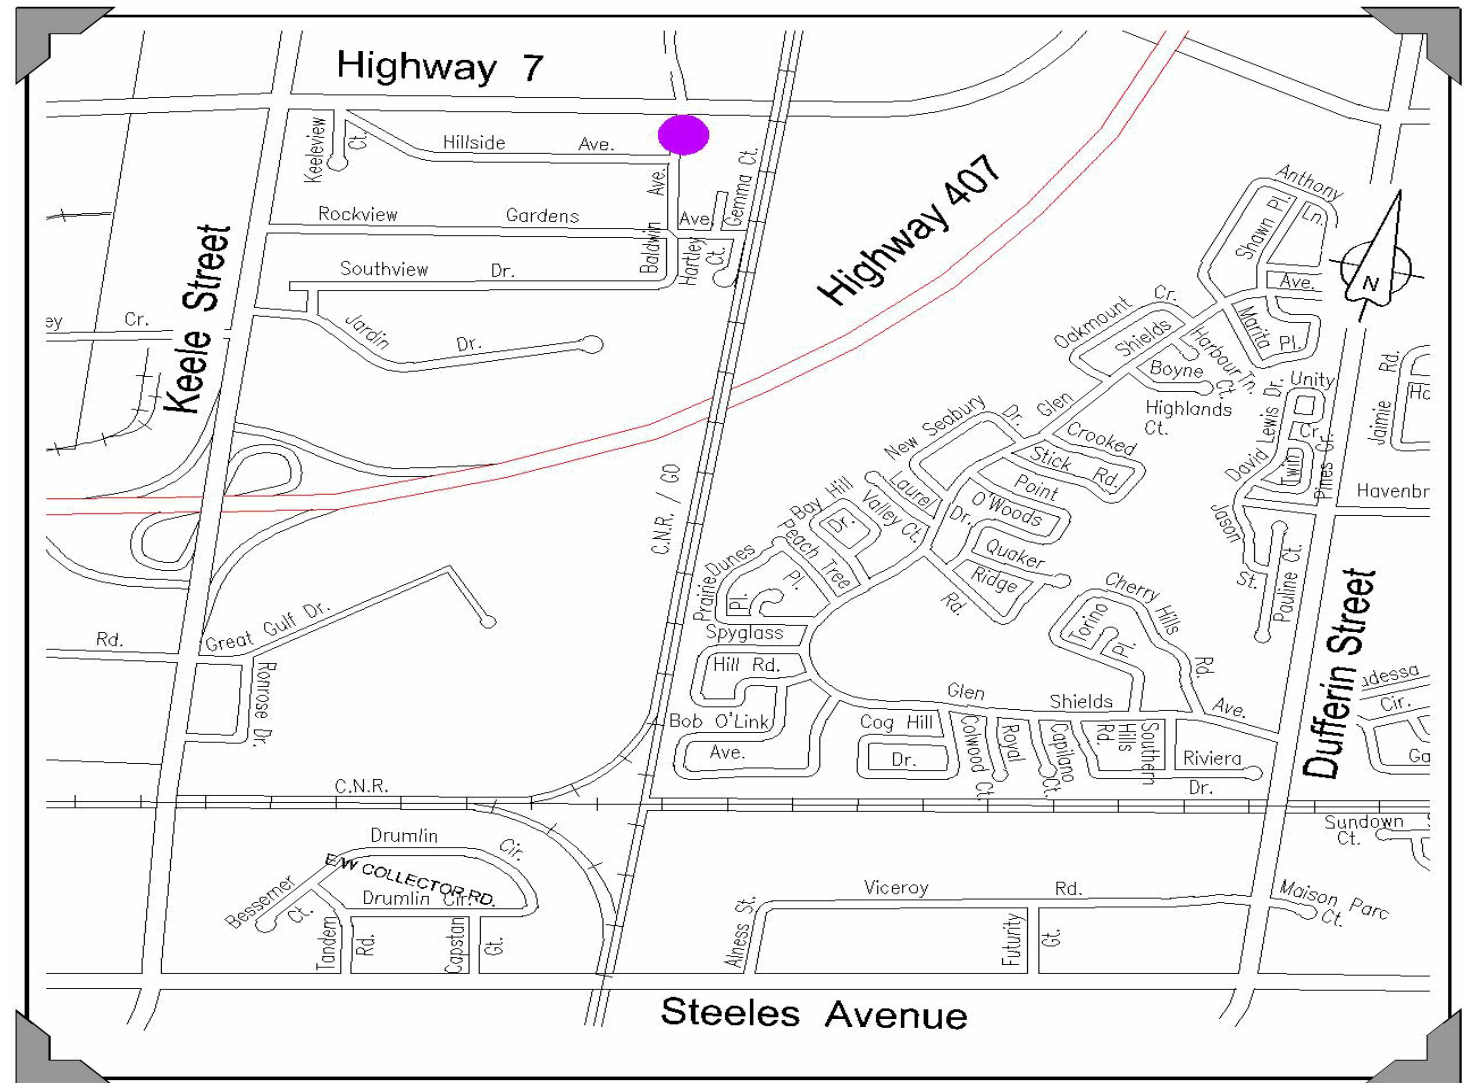 Highway 7
Keeleview
Ct.
Hillside Ave.
Ave.
Baldwin
Gemma Ct.
Rockview Gardens
Ave.
Hartley
Ct.
Southview Dr.
Keele Street
ey Cr.
Jardin Dr.
Highway 407
Anthony
Ln.
Shawn Pl.
Ave.
N
Oakmount Cr.
Shields
Harbour Tn.
Ct.
Marita
Pl.
Boyne
Highlands
Ct.
Unity
Cr.
David Lewis Dr.
Twin
Pines Cr.
Jaimie Rd.
Ho
Havenbr
New Seabury
Dr.
Glen
Crooked
Stick Rd.
Point
O'Woods
Dr.
Laurel
Valley Ct.
Bay Hill
Dr.
Peach Tree
Pl.
Prairie Dunes
Pl.
Quaker
Ridge
Rd.
Jason
St.
Pauline Ct.
C.N.R. / GO
Cherry Hills
Rd.
Torino
Pl.
Spyglass
Hill Rd.
Great Gulf Dr.
Rd.
Ronrose Dr.
Dufferin Street
Glen Shields Ave.
Bob O'Link
Ave.
Cog Hill
Dr.
Colwood
Ct.
Royal
Capilano
Ct.
Southern
Hills
Rd.
Riviera
Dr.
dessa
Cir.
Ga
C.N.R.
Sundown S
Ct.
Drumlin Cir.
E/W COLLECTOR RD.
Drumlin Cir.
Bessemer
Ct.
Tandem
Rd.
Capstan
Gt.
Viceroy Rd.
Alness St.
Futurity
Gt.
Maison Parc
Ct.
Steeles Avenue